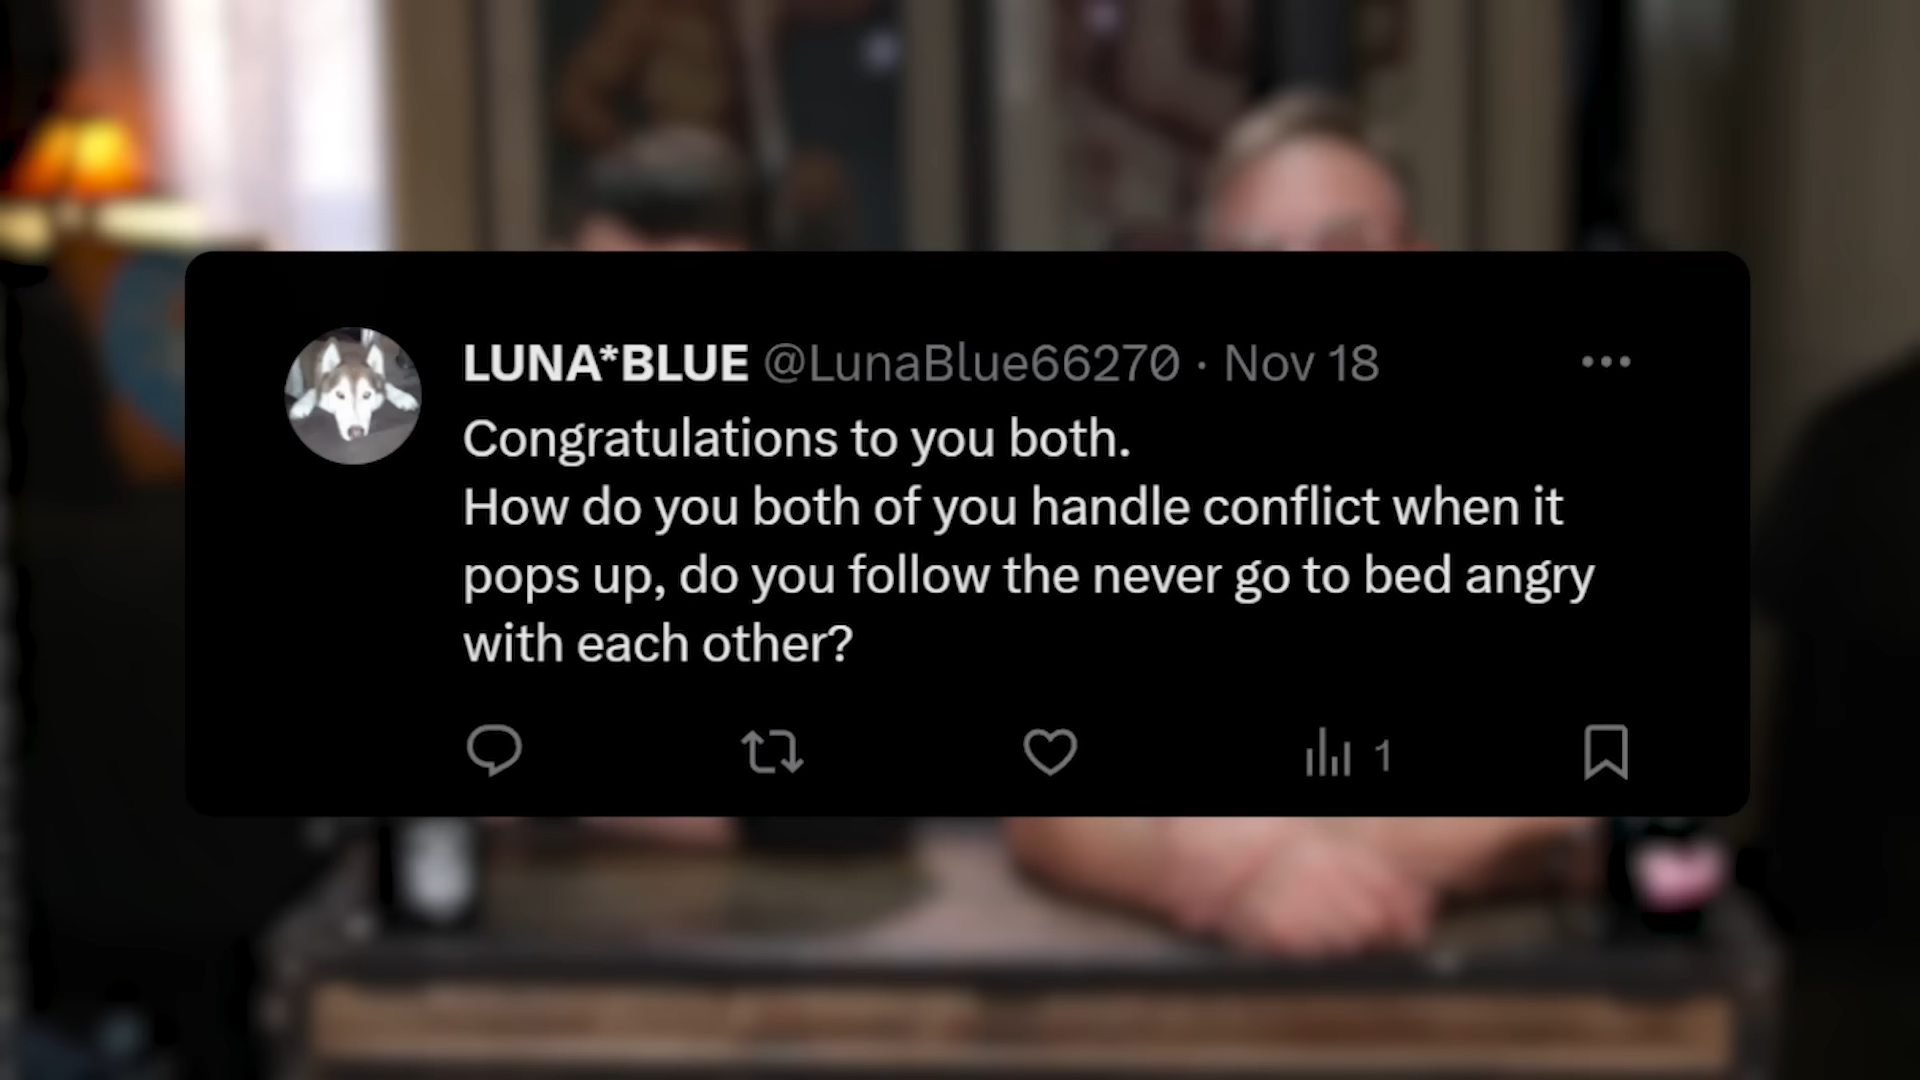 LUNA*BLUE @LunaBlue66270 · Nov 18
Congratulations to you both.
How do you both of you handle conflict when it
pops up, do you follow the never go to bed angry
with each other?
1